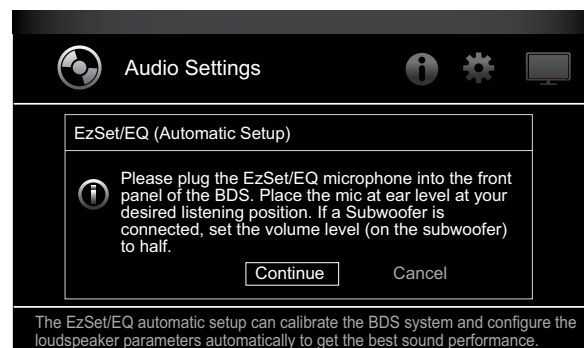 Audio Settings
EzSet/EQ (Automatic Setup)
Please plug the EzSet/EQ microphone into the front
panel of the BDS. Place the mic at ear level at your
desired listening position. If a Subwoofer is
connected, set the volume level (on the subwoofer)
to half.
Continue
Cancel
The EzSet/EQ automatic setup can calibrate the BDS system and configure the
loudspeaker parameters automatically to get the best sound performance.